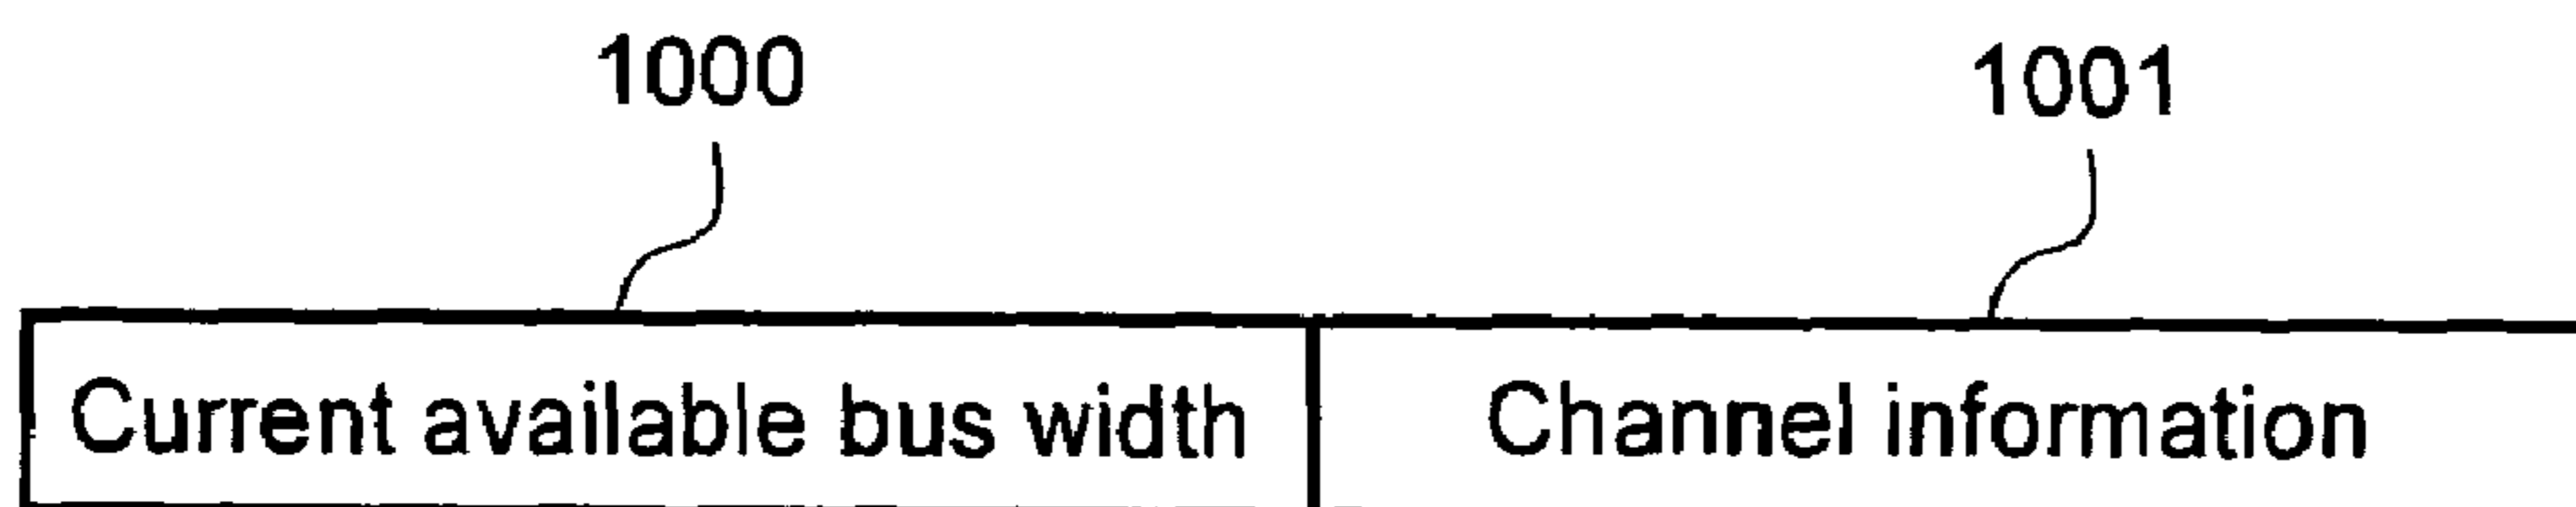 1000 1001
Current available bus width Channel information